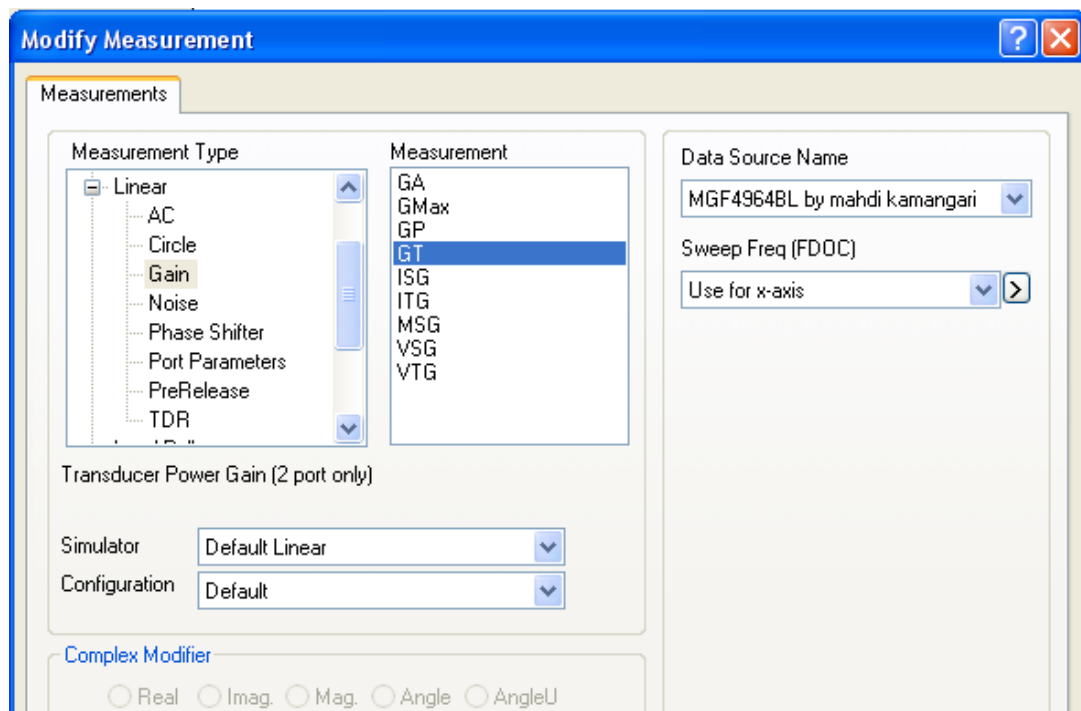 Modify Measurement
Measurements
Measurement Type
Linear
AC
Circle
Gain
Noise
Phase Shifter
Port Parameters
PreRelease
TDR
Measurement
GA
GMax
GP
GT
ISG
ITG
MSG
VSG
VTG
Data Source Name
MGF4964BL by mahdi kamangari
Sweep Freq (FDOC)
Use for x-axis
Transducer Power Gain (2 port only)
Simulator
Default Linear
Configuration
Default
Complex Modifier
Real Imag. Mag. Angle AngleU